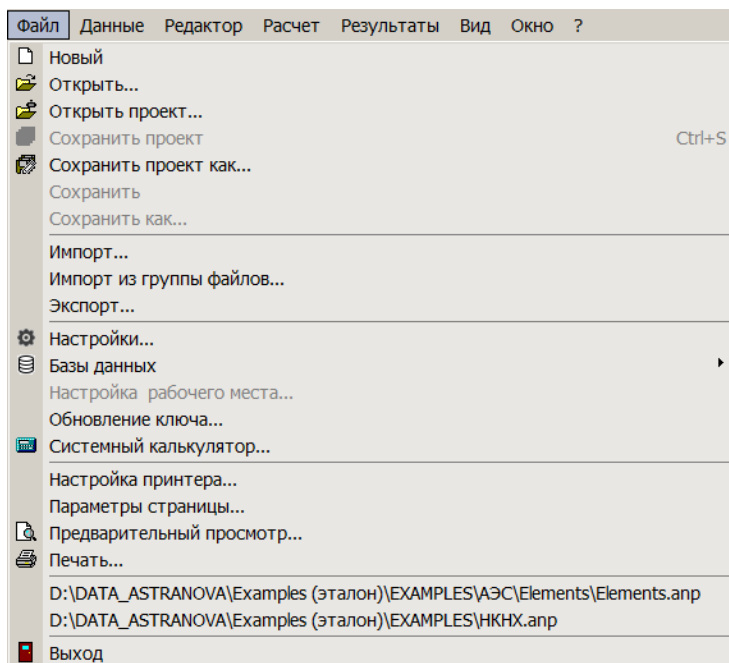 Файл Данные Редактор Расчет Результаты Вид Окно ?
Новый
Открыть...
Открыть проект...
Сохранить проект Ctrl+S
Сохранить проект как...
Сохранить
Сохранить как...
Импорт...
Импорт из группы файлов...
Экспорт...
Настройки...
Базы данных
Настройка рабочего места...
Обновление ключа...
Системный калькулятор...
Настройка принтера...
Параметры страницы...
Предварительный просмотр...
Печать...
D:\DATA_ASTRANOVA\Examples (эталон)\EXAMPLES\АЭС\Elements\Elements.anp
D:\DATA_ASTRANOVA\Examples (эталон)\EXAMPLES\НКНХ.anp
Выход